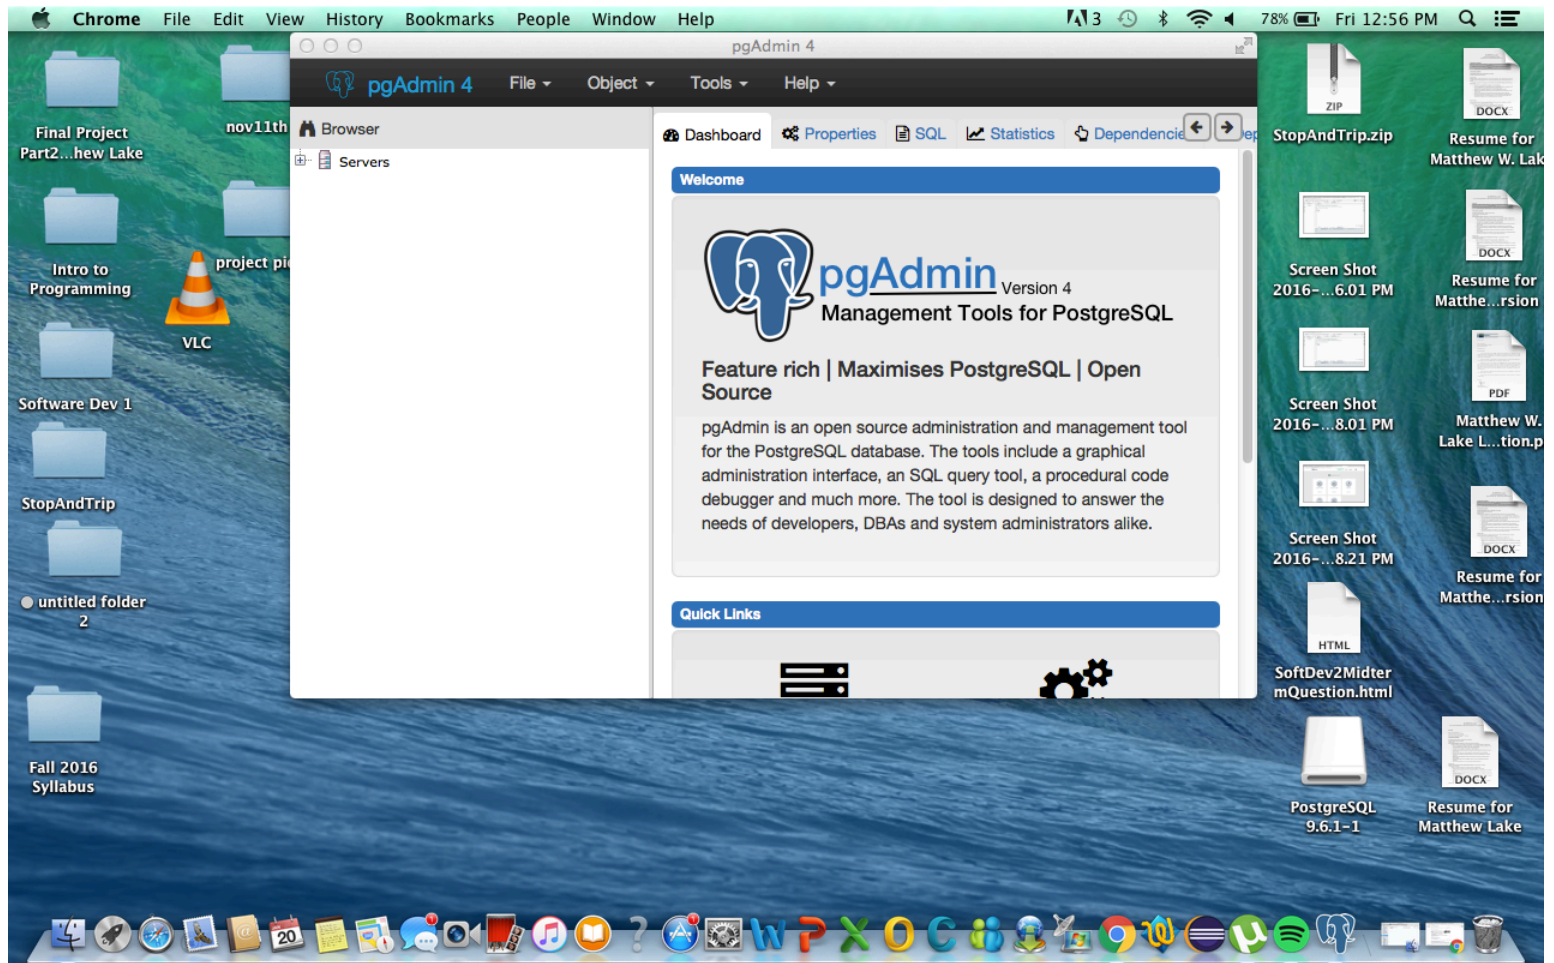 Chrome File Edit View History Bookmarks People Window Help 3 78% Fri 12:56 PM
pgAdmin 4
pgAdmin 4 File Object Tools Help
Browser
Servers
Dashboard Properties SQL Statistics Dependencie
Welcome
pgAdmin Version 4
Management Tools for PostgreSQL
Feature rich | Maximises PostgreSQL | Open
Source
pgAdmin is an open source administration and management tool
for the PostgreSQL database. The tools include a graphical
administration interface, an SQL query tool, a procedural code
debugger and much more. The tool is designed to answer the
needs of developers, DBAs and system administrators alike.
Quick Links
Final Project
Part2...hew Lake
nov11th
Intro to
Programming
project pi
VLC
Software Dev 1
StopAndTrip
untitled folder
2
Fall 2016
Syllabus
ZIP
StopAndTrip.zip
Screen Shot
2016-...6.01 PM
Screen Shot
2016-...8.01 PM
Screen Shot
2016-...8.21 PM
HTML
SoftDev2Midter
mQuestion.html
PostgreSQL
9.6.1-1
DOCX
Resume for
Matthew W. Lak
DOCX
Resume for
Matthe...rsion
PDF
Matthew W.
Lake L...tion.p
DOCX
Resume for
Matthe...rsion
DOCX
Resume for
Matthew Lake
20